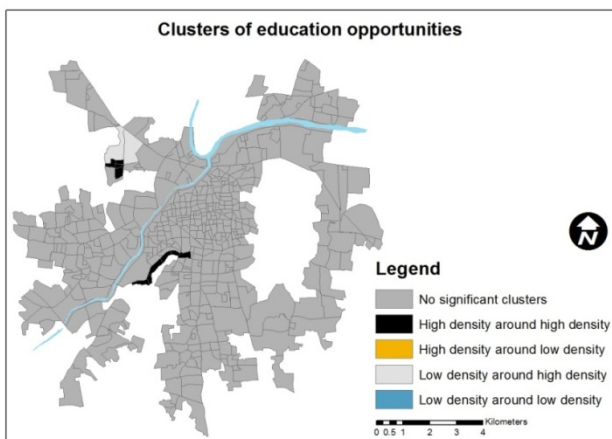 Clusters of education opportunities
N
Legend
No significant clusters
High density around high density
High density around low density
Low density around high density
Low density around low density
Kilometers
0 0.5 1 2 3 4